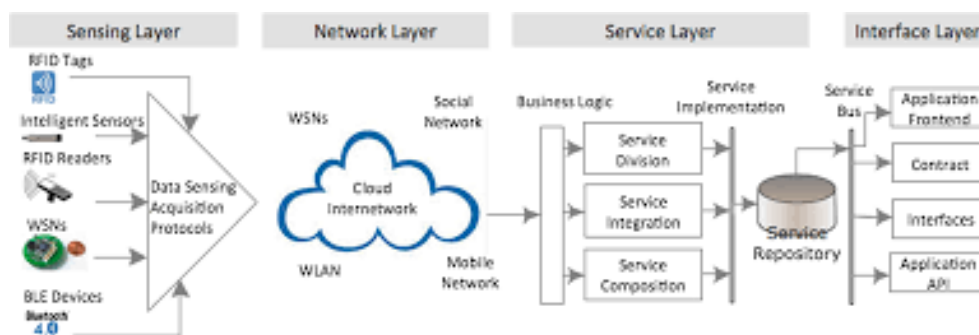 Sensing Layer
Network Layer
Service Layer
Interface Layer
RFID Tags
RFID
Intelligent Sensors
RFID Readers
WSNs
BLE Devices
Bluetooth
4.0
Data Sensing
Acquisition
Protocols
WSNs
Social
Network
Cloud
Internetwork
WLAN
Mobile
Network
Business Logic
Service
Division
Service
Integration
Service
Composition
Service
Implementation
Service
Repository
Service
Bus
Application
Frontend
Contract
Interfaces
Application
API